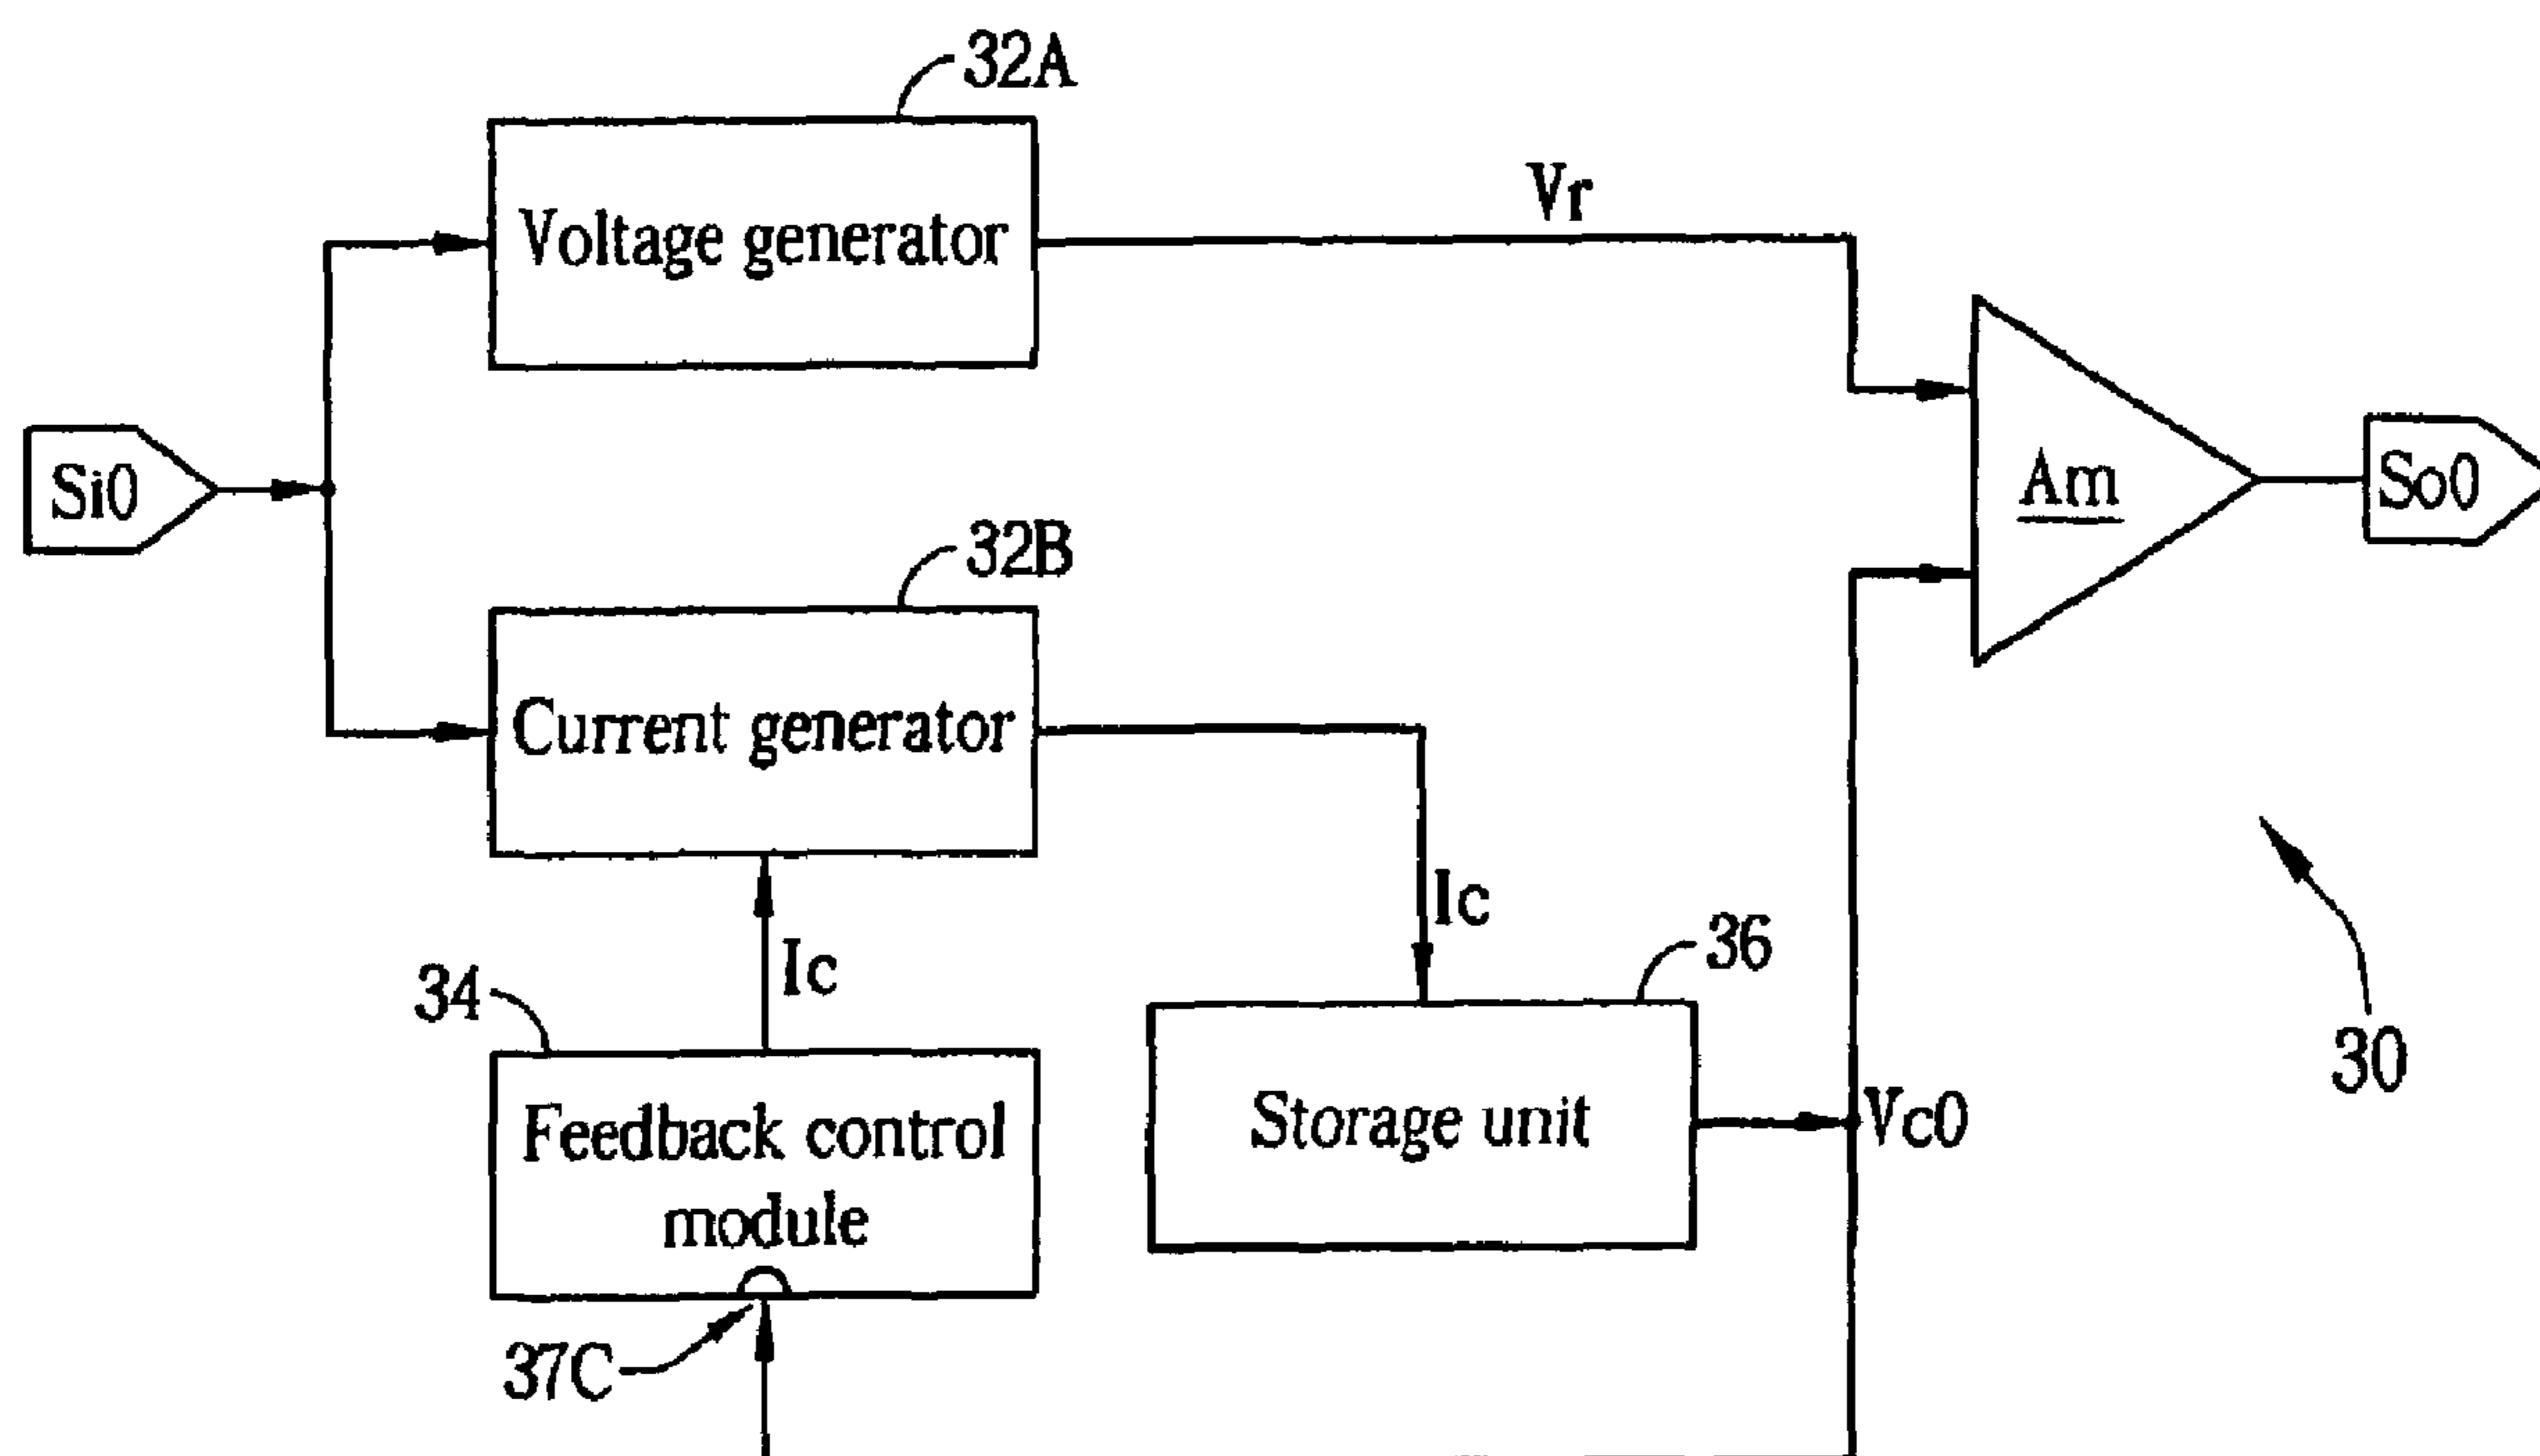 32A
Voltage generator
Vr
Si0
Am
So0
32B
Current generator
Ic
Ic
34
36
Feedback control
module
Storage unit
Vc0
30
37C